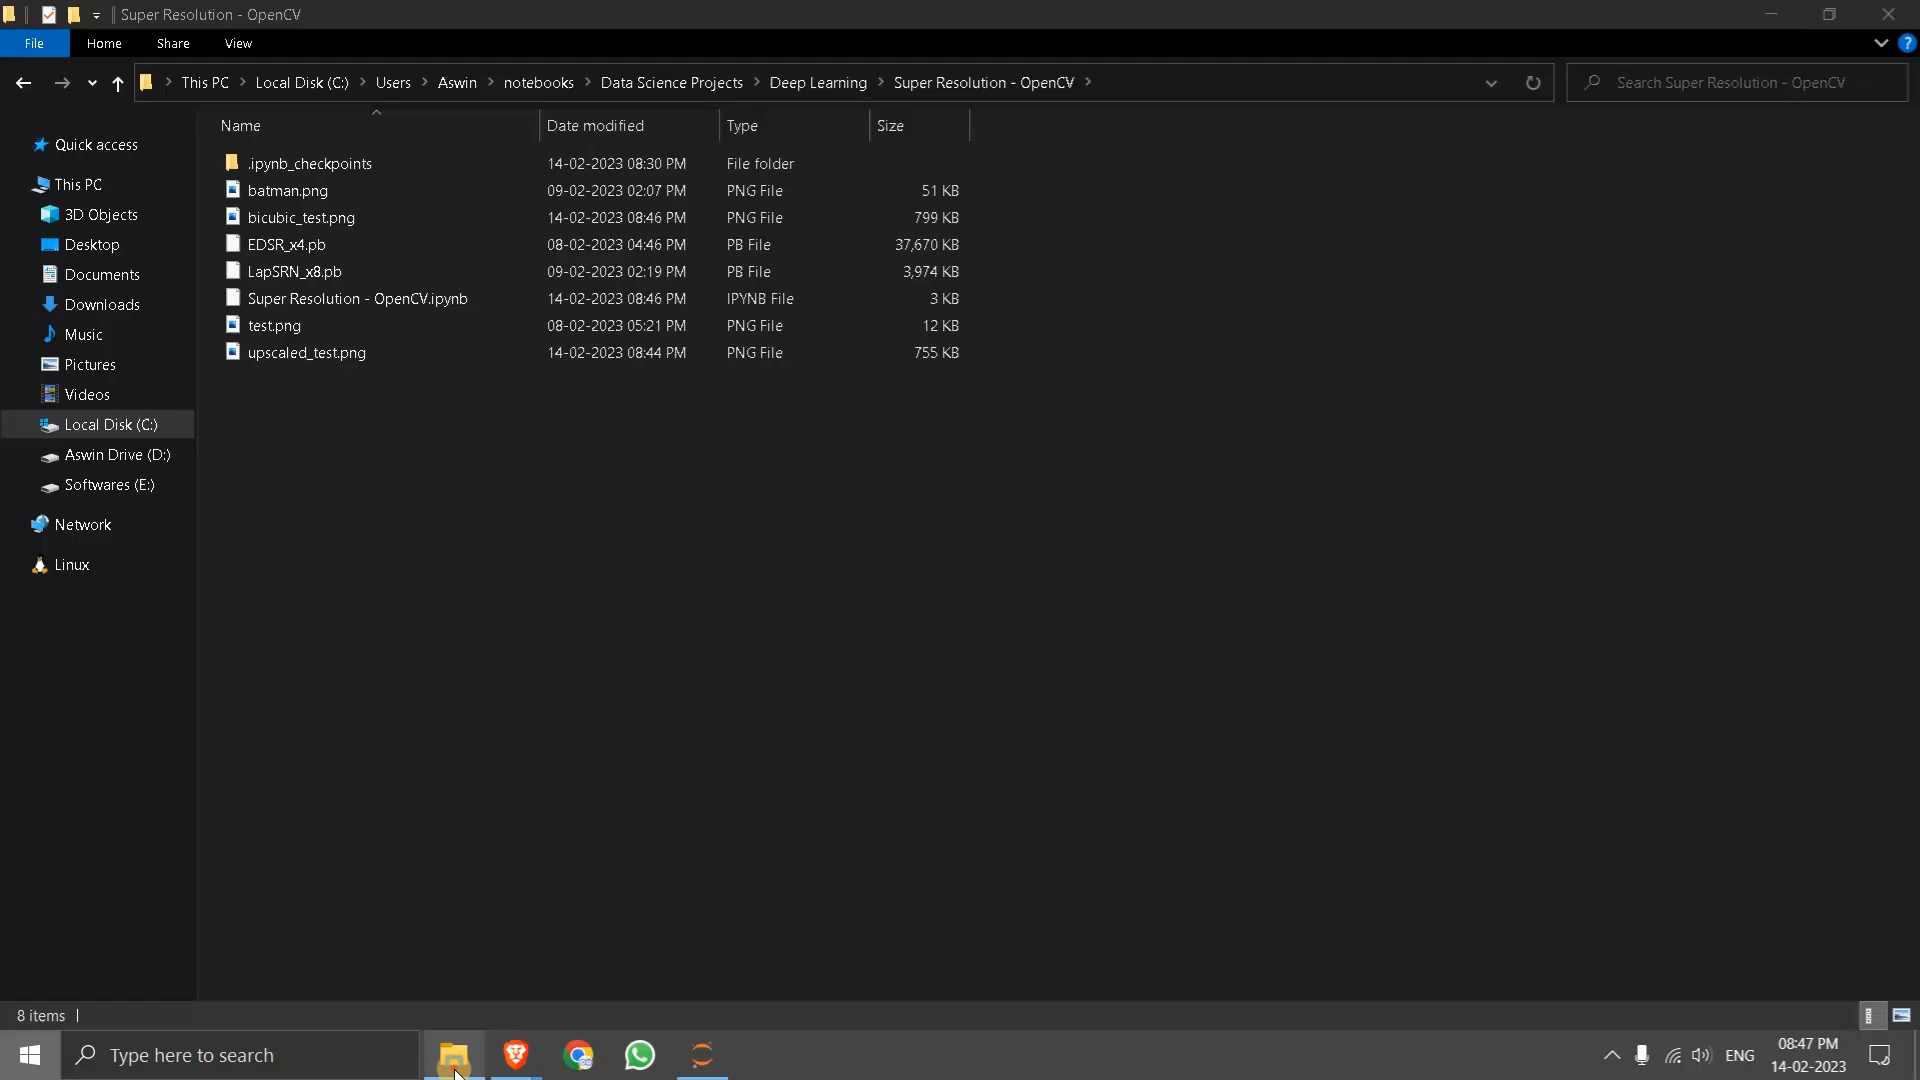 Super Resolution - OpenCV
File Home Share View
This PC Local Disk (C:) Users Aswin notebooks Data Science Projects Deep Learning Super Resolution - OpenCV Search Super Resolution - OpenCV
Name Date modified Type Size
.ipynb_checkpoints 14-02-2023 08:30 PM File folder
batman.png 09-02-2023 02:07 PM PNG File 51 KB
bicubic_test.png 14-02-2023 08:46 PM PNG File 799 KB
EDSR_x4.pb 08-02-2023 04:46 PM PB File 37,670 KB
LapSRN_x8.pb 09-02-2023 02:19 PM PB File 3,974 KB
Super Resolution - OpenCV.ipynb 14-02-2023 08:46 PM IPYNB File 3 KB
test.png 08-02-2023 05:21 PM PNG File 12 KB
upscaled_test.png 14-02-2023 08:44 PM PNG File 755 KB
Quick access
This PC
3D Objects
Desktop
Documents
Downloads
Music
Pictures
Videos
Local Disk (C:)
Aswin Drive (D:)
Softwares (E:)
Network
Linux
8 items
Type here to search
ENG
08:47 PM
14-02-2023